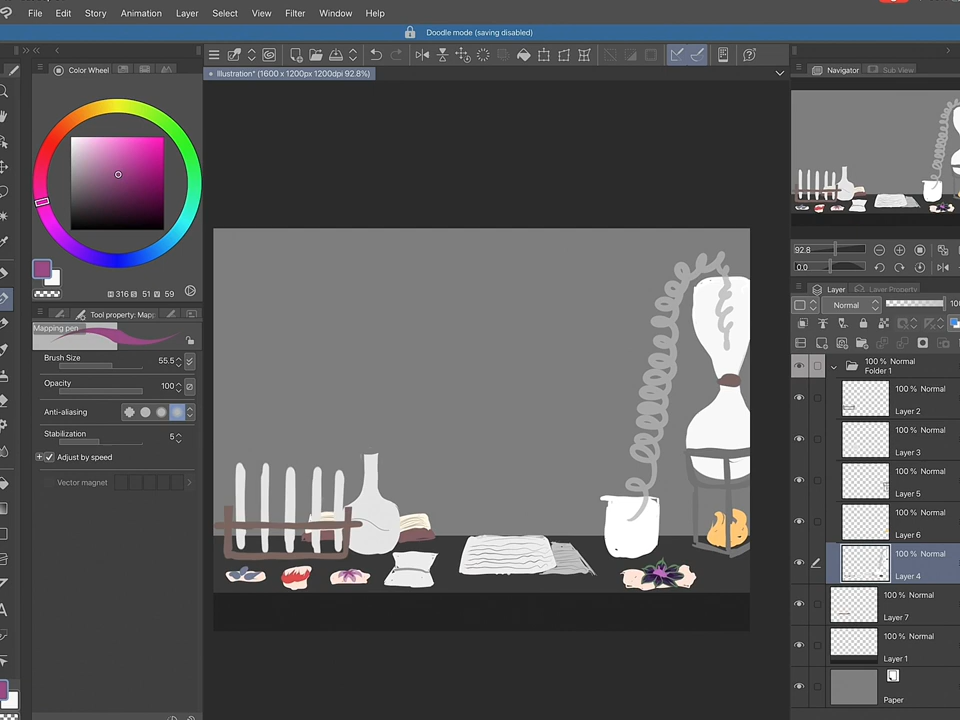 File Edit Story Animation Layer Select View Filter Window Help
Doodle mode (saving disabled)
Color Wheel
Illustration* (1600 x 1200px 1200dpi 92.8%)
Navigator
Sub View
92.8
0.0
H 316 S 51 V 59
Tool property: Mapp
Mapping pen
Brush Size 55.5
Opacity 100
Anti-aliasing
Stabilization 5
Adjust by speed
Vector magnet
Layer
Layer Property
Normal
100 % Normal
Folder 1
100 % Normal
Layer 2
100 % Normal
Layer 3
100 % Normal
Layer 5
100 % Normal
Layer 6
100 % Normal
Layer 4
100 % Normal
Layer 7
100 % Normal
Layer 1
Paper